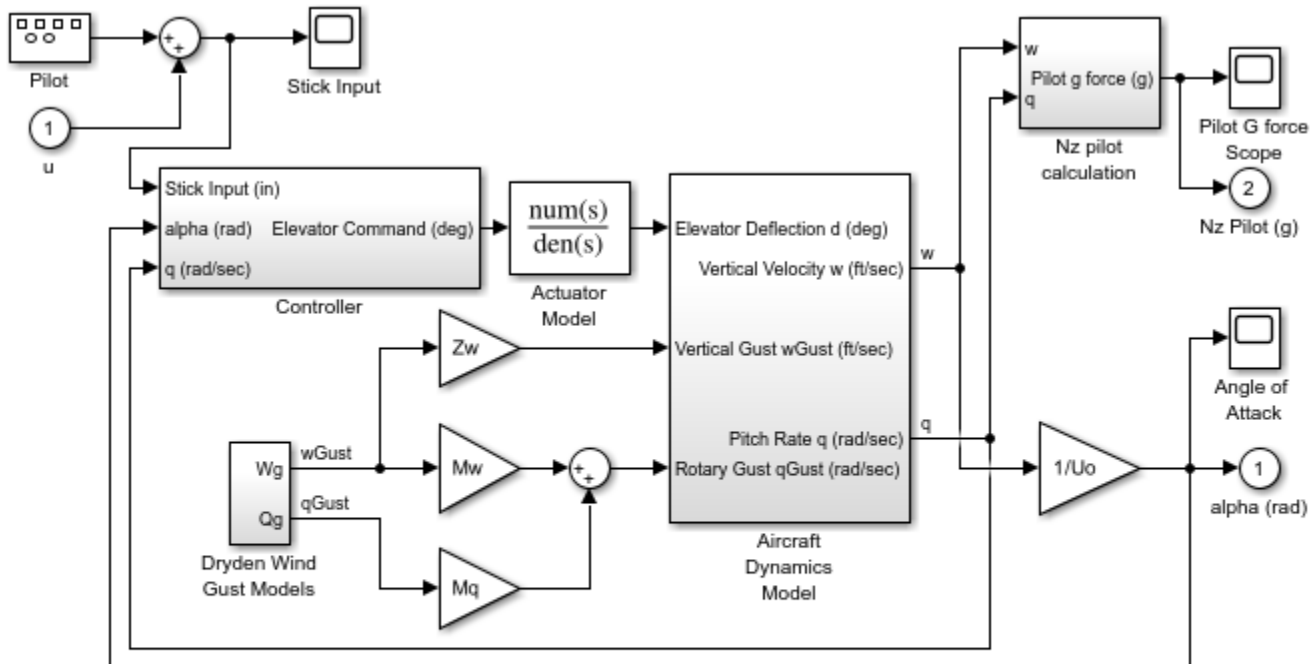 Pilot
+
+
Stick Input
1
u
w
Pilot g force (g)
q
Nz pilot
calculation
Pilot G force
Scope
2
Nz Pilot (g)
Stick Input (in)
alpha (rad)
Elevator Command (deg)
q (rad/sec)
Controller
num(s)
den(s)
Actuator
Model
Elevator Deflection d (deg)
Vertical Velocity w (ft/sec)
Vertical Gust wGust (ft/sec)
Pitch Rate q (rad/sec)
Rotary Gust qGust (rad/sec)
Aircraft
Dynamics
Model
w
q
Zw
Mw
Mq
+
+
Wg
Qg
wGust
qGust
Dryden Wind
Gust Models
1/Uo
Angle of
Attack
1
alpha (rad)